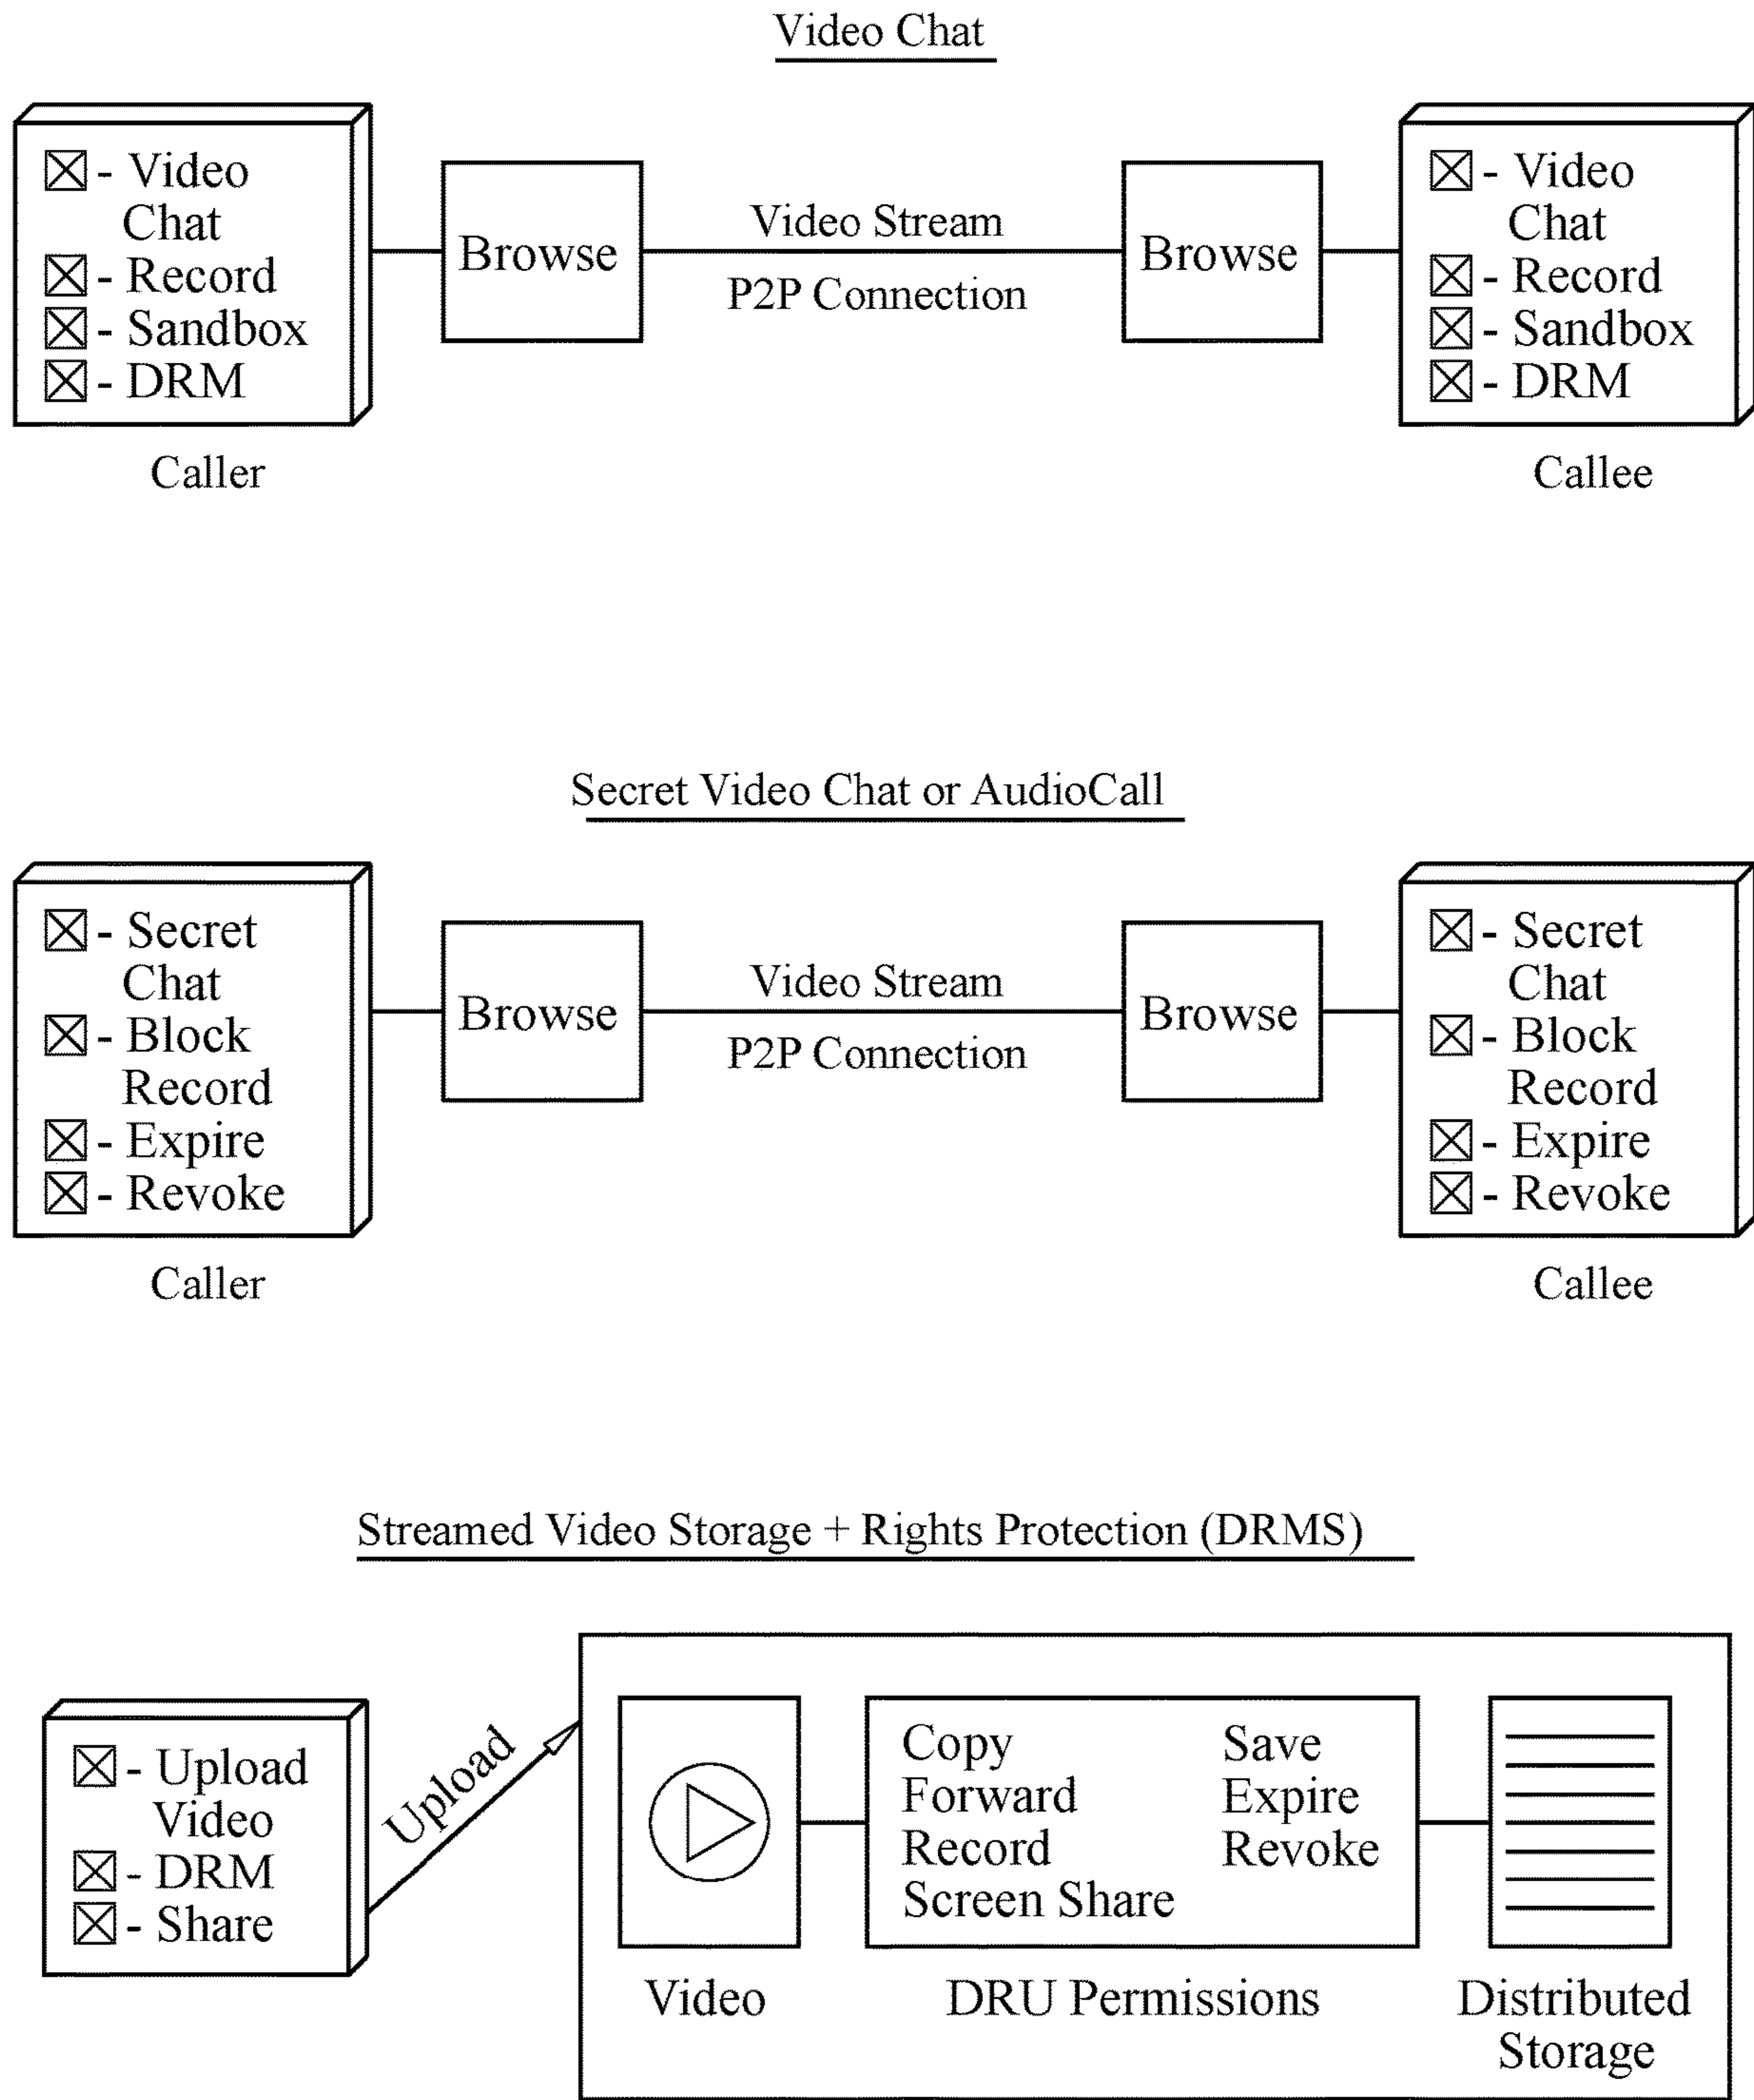 Video Chat
☒ - Video
Chat
☒ - Record
☒ - Sandbox
☒ - DRM
Caller
Browse
Video Stream
P2P Connection
Browse
☒ - Video
Chat
☒ - Record
☒ - Sandbox
☒ - DRM
Callee
Secret Video Chat or AudioCall
☒ - Secret
Chat
☒ - Block
Record
☒ - Expire
☒ - Revoke
Caller
Browse
Video Stream
P2P Connection
Browse
☒ - Secret
Chat
☒ - Block
Record
☒ - Expire
☒ - Revoke
Callee
Streamed Video Storage + Rights Protection (DRMS)
☒ - Upload
Video
☒ - DRM
☒ - Share
Upload
Video
Copy
Forward
Record
Screen Share
Save
Expire
Revoke
DRU Permissions
Distributed
Storage